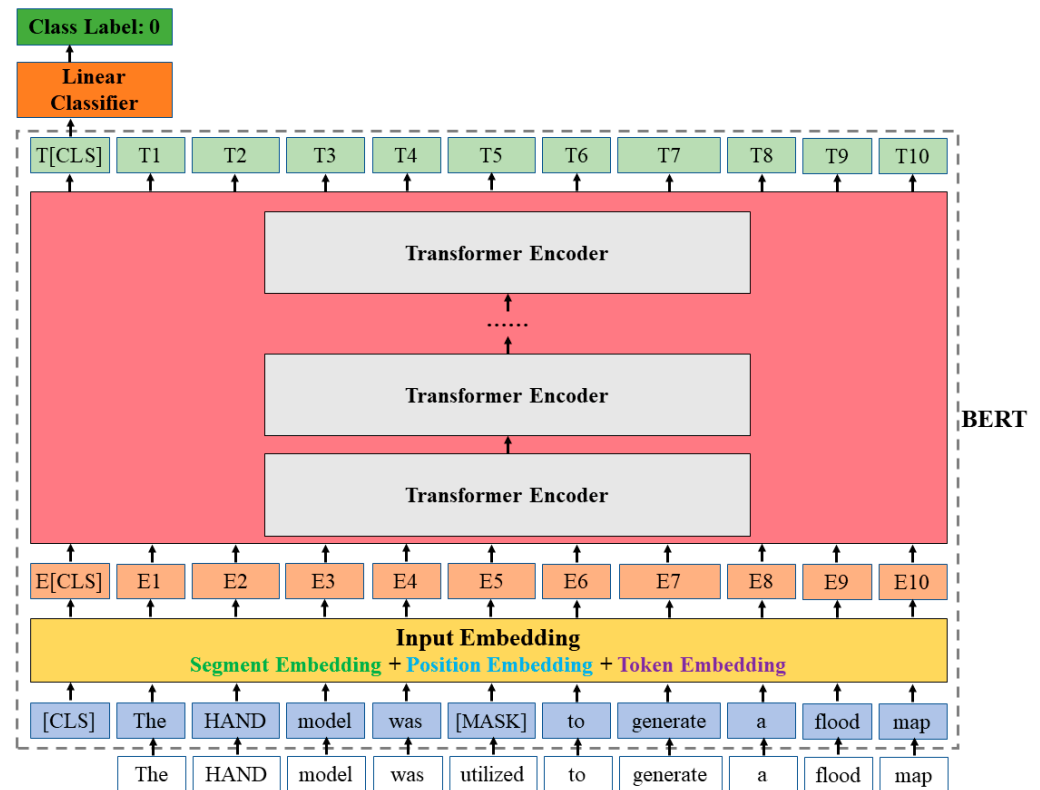 Class Label: 0
Linear
Classifier
T[CLS] T1 T2 T3 T4 T5 T6 T7 T8 T9 T10
Transformer Encoder
......
Transformer Encoder
BERT
Transformer Encoder
E[CLS] E1 E2 E3 E4 E5 E6 E7 E8 E9 E10
Input Embedding
Segment Embedding + Position Embedding + Token Embedding
[CLS] The HAND model was [MASK] to generate a flood map
The HAND model was utilized to generate a flood map